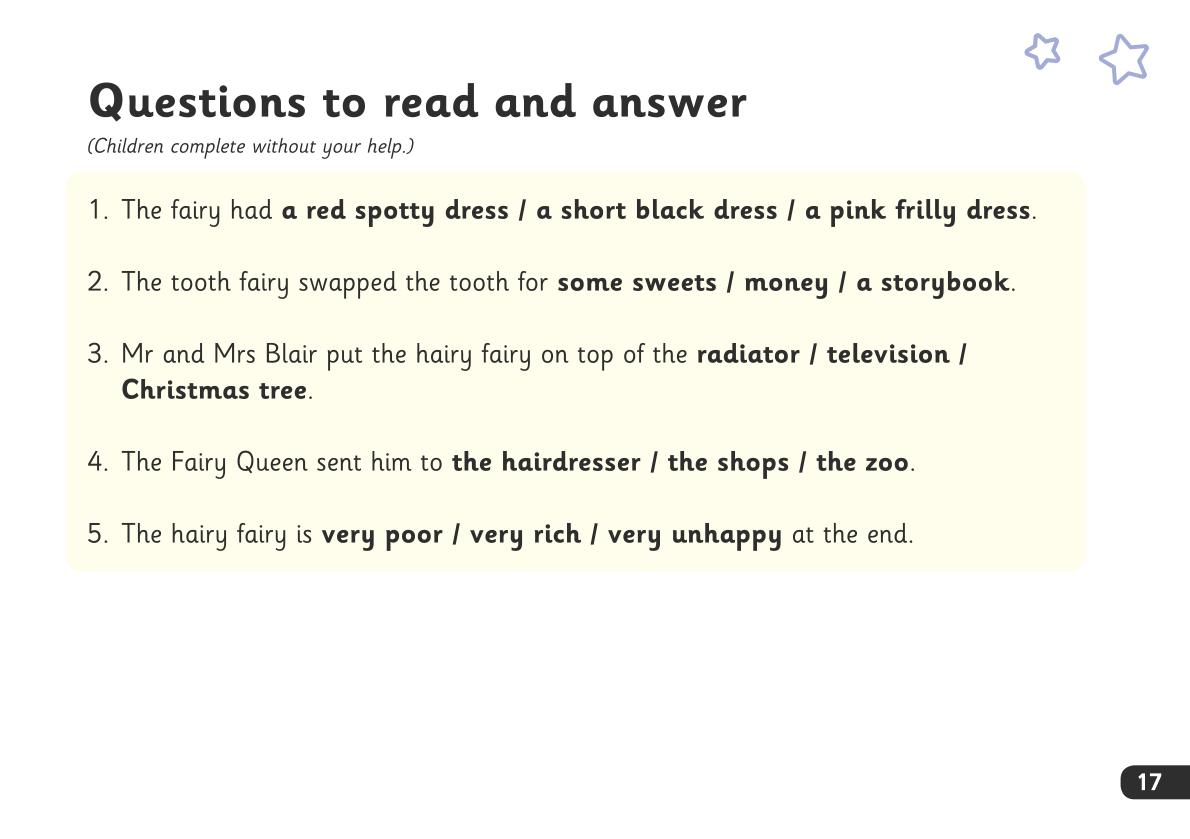 Questions to read and answer
(Children complete without your help.)
1. The fairy had a red spotty dress / a short black dress / a pink frilly dress.
2. The tooth fairy swapped the tooth for some sweets / money / a storybook.
3. Mr and Mrs Blair put the hairy fairy on top of the radiator / television /
Christmas tree.
4. The Fairy Queen sent him to the hairdresser / the shops / the zoo.
5. The hairy fairy is very poor / very rich / very unhappy at the end.
17